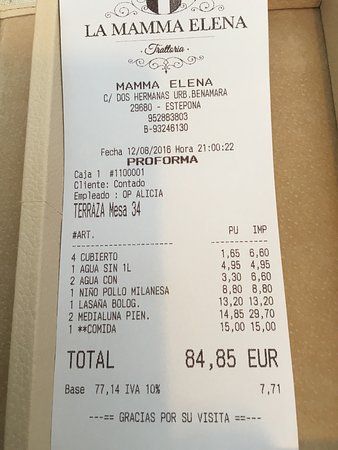 LA MAMMA ELENA
Trattoria
MAMMA ELENA
C/ DOS HERMANAS URB.BENAMARA
29680 - ESTEPONA
952883803
B-93246130
Fecha 12/08/2016 Hora 21:00:22
PROFORMA
Caja 1 #1100001
Cliente: Contado
Empleado : OP ALICIA
TERRAZA Mesa 34
#ART. PU IMP
4 CUBIERTO 1,65 6,60
1 AGUA SIN 1L 4,95 4,95
2 AGUA CON 3,30 6,60
1 NIÑO POLLO MILANESA 8,80 8,80
1 LASAÑA BOLOG. 13,20 13,20
2 MEDIALUNA PIEN. 14,85 29,70
1 **COMIDA 15,00 15,00
TOTAL 84,85 EUR
Base 77,14 IVA 10% 7,71
---== GRACIAS POR SU VISITA ==---